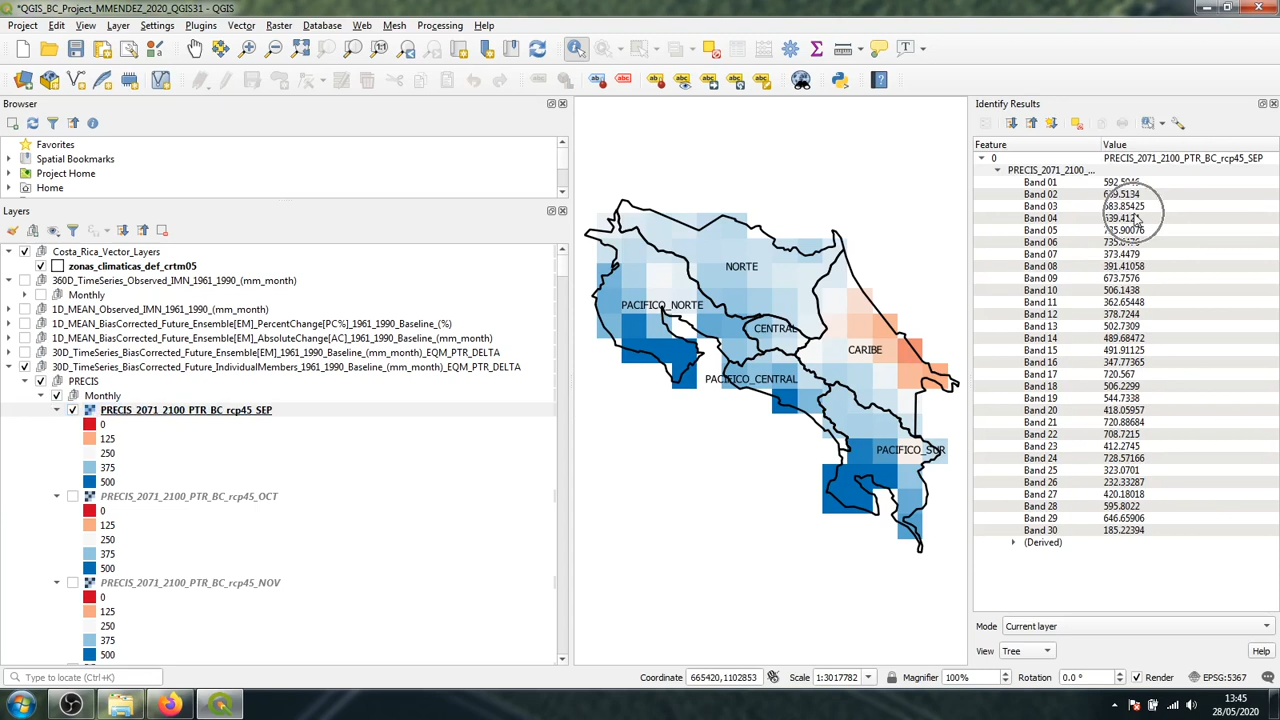 *QGIS_BC_Project_MMENDEZ_2020_QGIS31 - QGIS
Project Edit View Layer Settings Plugins Vector Raster Database Web Mesh Processing Help
Browser
Favorites
Spatial Bookmarks
Project Home
Home
Layers
Costa_Rica_Vector_Layers
zonas_climaticas_def_crtm05
360D_TimeSeries_Observed_IMN_1961_1990_(mm_month)
Monthly
1D_MEAN_Observed_IMN_1961_1990_(mm_month)
1D_MEAN_BiasCorrected_Future_Ensemble[EM]_PercentChange[PC%]_1961_1990_Baseline_(%)
1D_MEAN_BiasCorrected_Future_Ensemble[EM]_AbsoluteChange[AC]_1961_1990_Baseline_(mm_month)
30D_TimeSeries_BiasCorrected_Future_Ensemble[EM]_1961_1990_Baseline_(mm_month)_EQM_PTR_DELTA
30D_TimeSeries_BiasCorrected_Future_IndividualMembers_1961_1990_Baseline_(mm_month)_EQM_PTR_DELTA
PRECIS
Monthly
PRECIS_2071_2100_PTR_BC_rcp45_SEP
0
125
250
375
500
PRECIS_2071_2100_PTR_BC_rcp45_OCT
0
125
250
375
500
PRECIS_2071_2100_PTR_BC_rcp45_NOV
0
125
250
375
500
NORTE
PACIFICO_NORTE
CENTRAL
CARIBE
PACIFICO_CENTRAL
PACIFICO_SUR
Identify Results
Feature Value
0 PRECIS_2071_2100_PTR_BC_rcp45_SEP
PRECIS_2071_2100_...
Band 01
Band 02
Band 03 583.85425
Band 04
Band 05
Band 06
Band 07 373.4479
Band 08 391.41058
Band 09 673.7576
Band 10 506.1438
Band 11 362.65448
Band 12 378.7244
Band 13 502.7309
Band 14 489.68472
Band 15 491.91125
Band 16 347.77365
Band 17 720.567
Band 18 506.2299
Band 19 544.7338
Band 20 418.05957
Band 21 720.88684
Band 22 708.7215
Band 23 412.2745
Band 24 728.57166
Band 25 323.0701
Band 26 232.33287
Band 27 420.18018
Band 28 595.8022
Band 29 646.65906
Band 30 185.22394
(Derived)
Mode Current layer
View Tree Help
Type to locate (Ctrl+K) Coordinate 665420,1102853 Scale 1:3017782 Magnifier 100% Rotation 0.0 ° Render EPSG:5367
13:45
28/05/2020